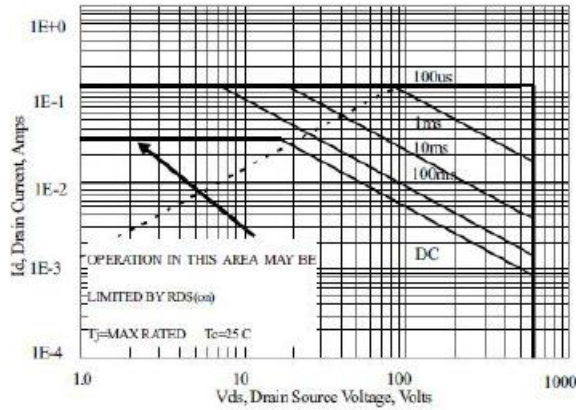 1E+0
100us
1E-1
1ms
10ms
100ms
1E-2
OPERATION IN THIS AREA MAY BE
LIMITED BY RDS(on)
Tj=MAX RATED Tc=25 C
DC
1E-3
1E-4
1.0
10
100
1000
Vds, Drain Source Voltage, Volts
Id, Drain Current, Amps